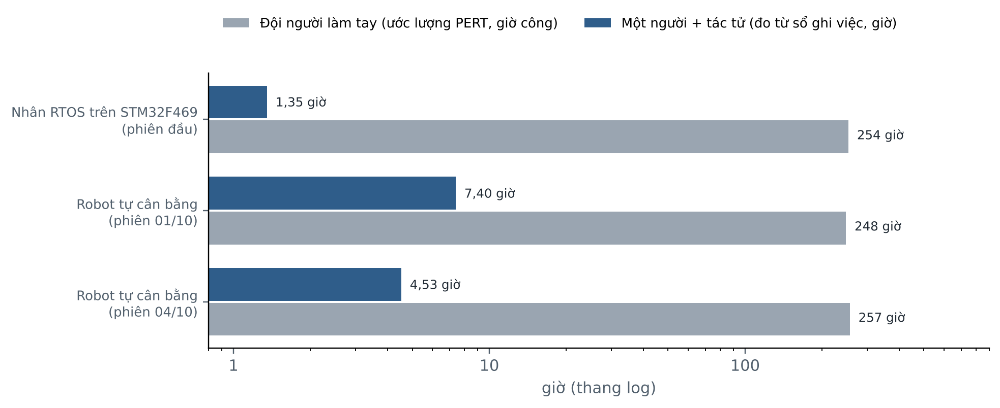 Đội người làm tay (ước lượng PERT, giờ công)
Một người + tác tử (đo từ sổ ghi việc, giờ)
Nhân RTOS trên STM32F469
(phiên đầu)
1,35 giờ
254 giờ
Robot tự cân bằng
(phiên 01/10)
7,40 giờ
248 giờ
Robot tự cân bằng
(phiên 04/10)
4,53 giờ
257 giờ
1
10
100
giờ (thang log)